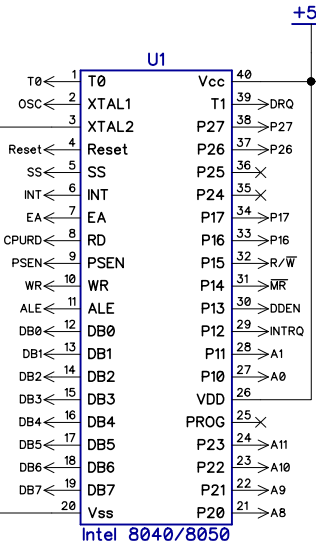 +5
U1
T0 1 T0 Vcc 40
OSC 2 XTAL1 T1 39 DRQ
3 XTAL2 P27 38 P27
Reset 4 Reset P26 37 P26
SS 5 SS P25 36
INT 6 INT P24 35
EA 7 EA P17 34 P17
CPURD 8 RD P16 33 P16
PSEN 9 PSEN P15 32 R/W̅
WR 10 WR P14 31 M̅R̅
ALE 11 ALE P13 30 DDEN
DB0 12 DB0 P12 29 INTRQ
DB1 13 DB1 P11 28 A1
DB2 14 DB2 P10 27 A0
DB3 15 DB3 VDD 26
DB4 16 DB4 PROG 25
DB5 17 DB5 P23 24 A11
DB6 18 DB6 P22 23 A10
DB7 19 DB7 P21 22 A9
20 Vss P20 21 A8
Intel 8040/8050